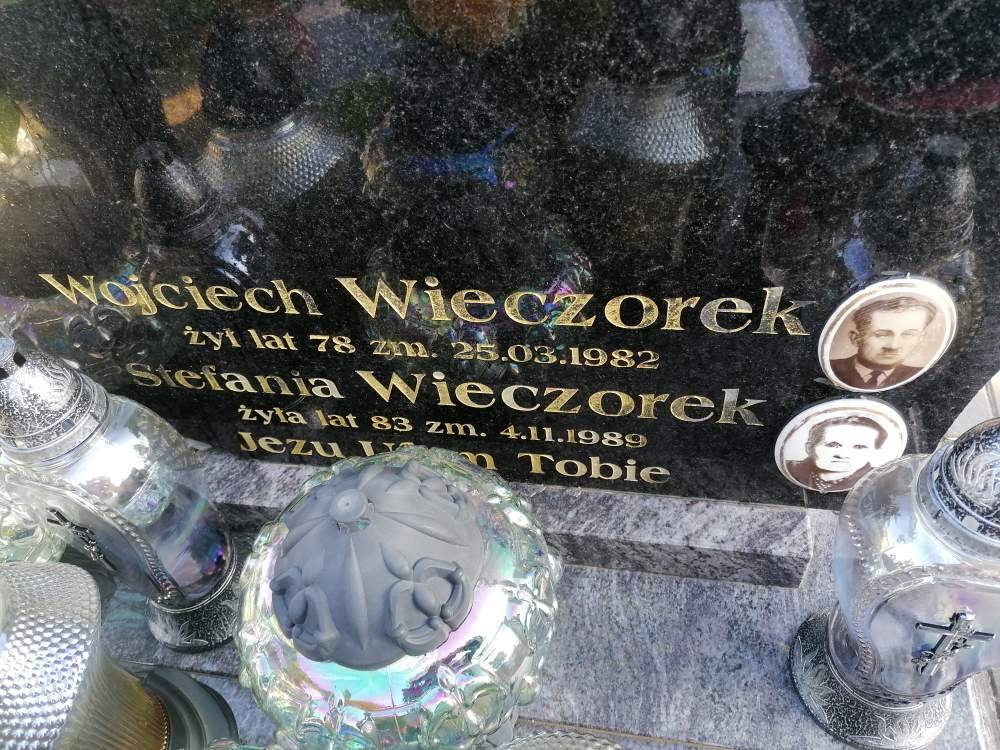 Wojciech Wieczorek
żył lat 78 zm. 25.03.1982
Stefania Wieczorek
żyła lat 83 zm. 4.11.1989
Jezu Ufam Tobie